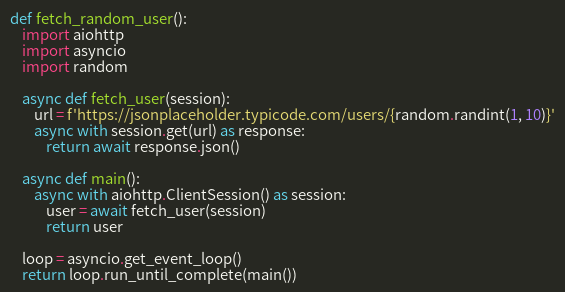 def fetch_random_user():
    import aiohttp
    import asyncio
    import random

    async def fetch_user(session):
        url = f'https://jsonplaceholder.typicode.com/users/{random.randint(1, 10)}'
        async with session.get(url) as response:
            return await response.json()

    async def main():
        async with aiohttp.ClientSession() as session:
            user = await fetch_user(session)
            return user

    loop = asyncio.get_event_loop()
    return loop.run_until_complete(main())